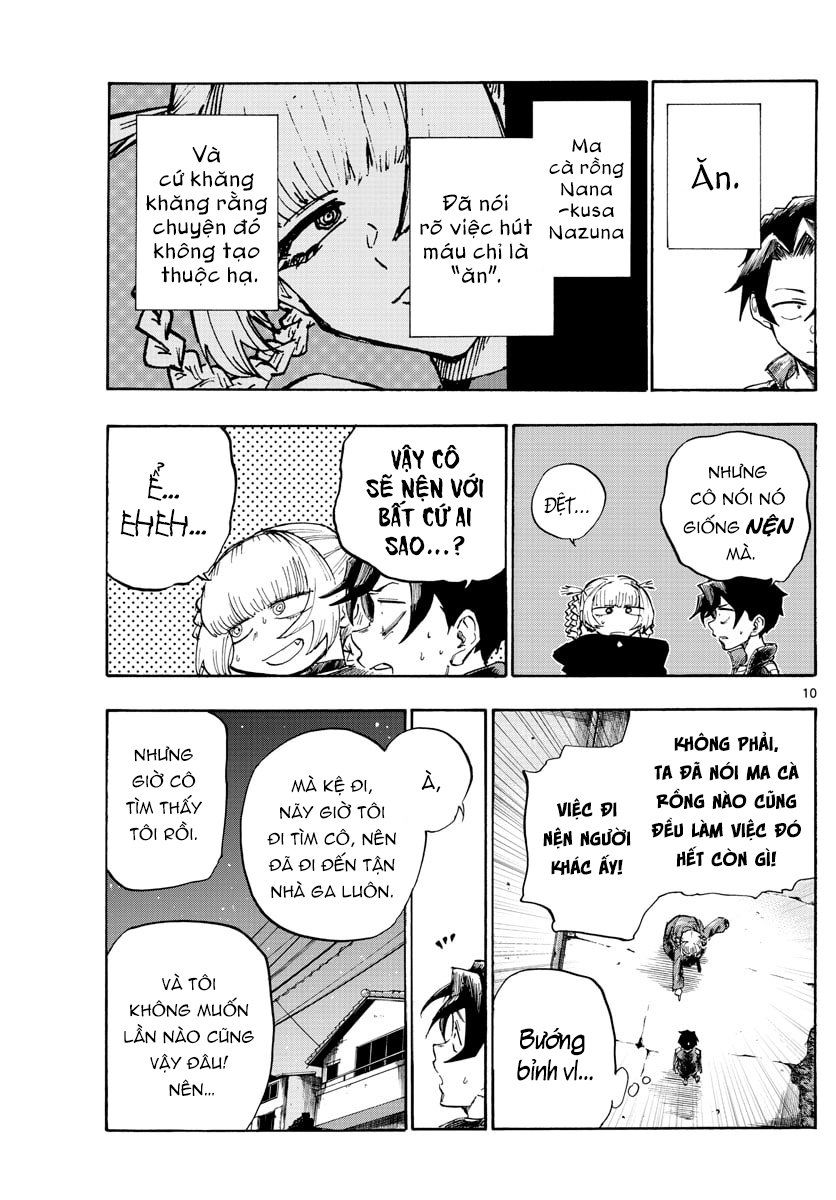 Ăn.
Ma
cà rồng
Nana
-kusa
Nazuna
Đã nói
rõ việc hút
máu chỉ là
"ăn".
Và
cứ khăng
khăng rằng
chuyện đó
không tạo
thuộc hạ.
NHƯNG
CÔ NÓI NÓ
GIỐNG NỆN
MÀ.
ĐỆT...
VẬY CÔ
SẼ NỆN VỚI
BẤT CỨ AI
SAO...?
Ể...
EHEH...
10
KHÔNG PHẢI,
TA ĐÃ NÓI MA CÀ
RỒNG NÀO CŨNG
ĐỀU LÀM VIỆC ĐÓ
HẾT CÒN GÌ!
VIỆC ĐI
NỆN NGƯỜI
KHÁC ẤY!
Bướng
bỉnh vl...
À,
MÀ KỆ ĐI,
NÃY GIỜ TÔI
ĐI TÌM CÔ, NÊN
ĐÃ ĐI ĐẾN TẬN
NHÀ GA LUÔN.
NHƯNG
GIỜ CÔ
TÌM THẤY
TÔI RỒI.
VÀ TÔI
KHÔNG MUỐN
LẦN NÀO CŨNG
VẬY ĐÂU!
NÊN...